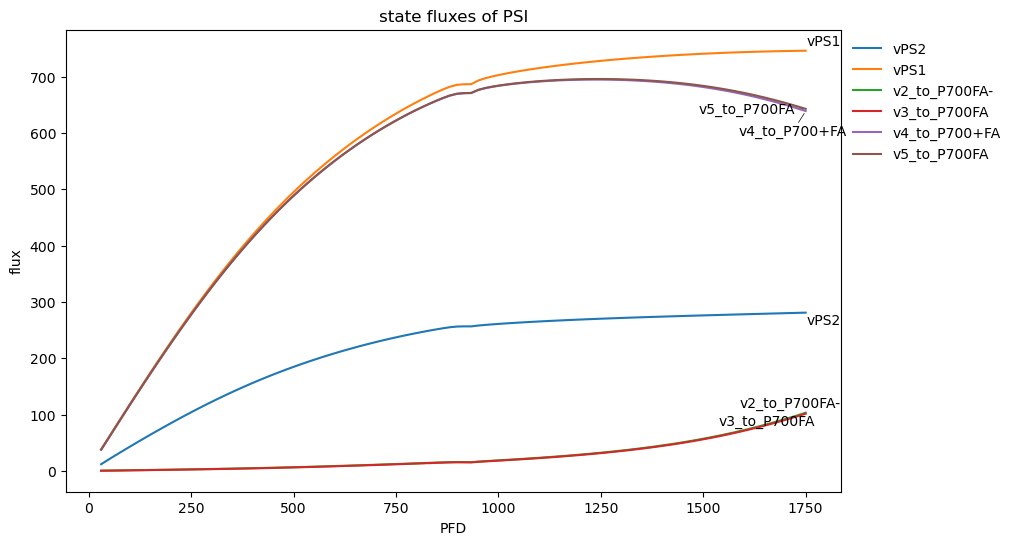 state fluxes of PSI
flux
700
600
500
400
300
200
100
0
vPS1
v5_to_P700FA
v4_to_P700+FA
vPS2
v2_to_P700FA-
v3_to_P700FA
0
250
500
750
1000
1250
1500
1750
PFD
vPS2
vPS1
v2_to_P700FA-
v3_to_P700FA
v4_to_P700+FA
v5_to_P700FA